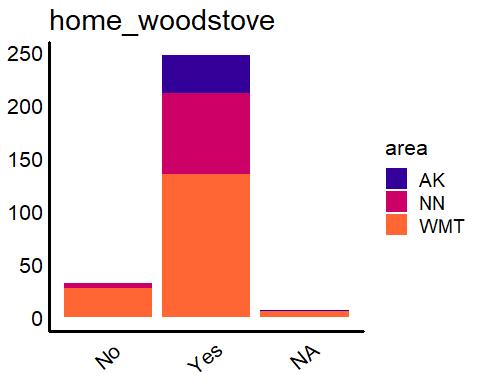 home_woodstove
250
200
150
100
50
0
No
Yes
NA
area
AK
NN
WMT